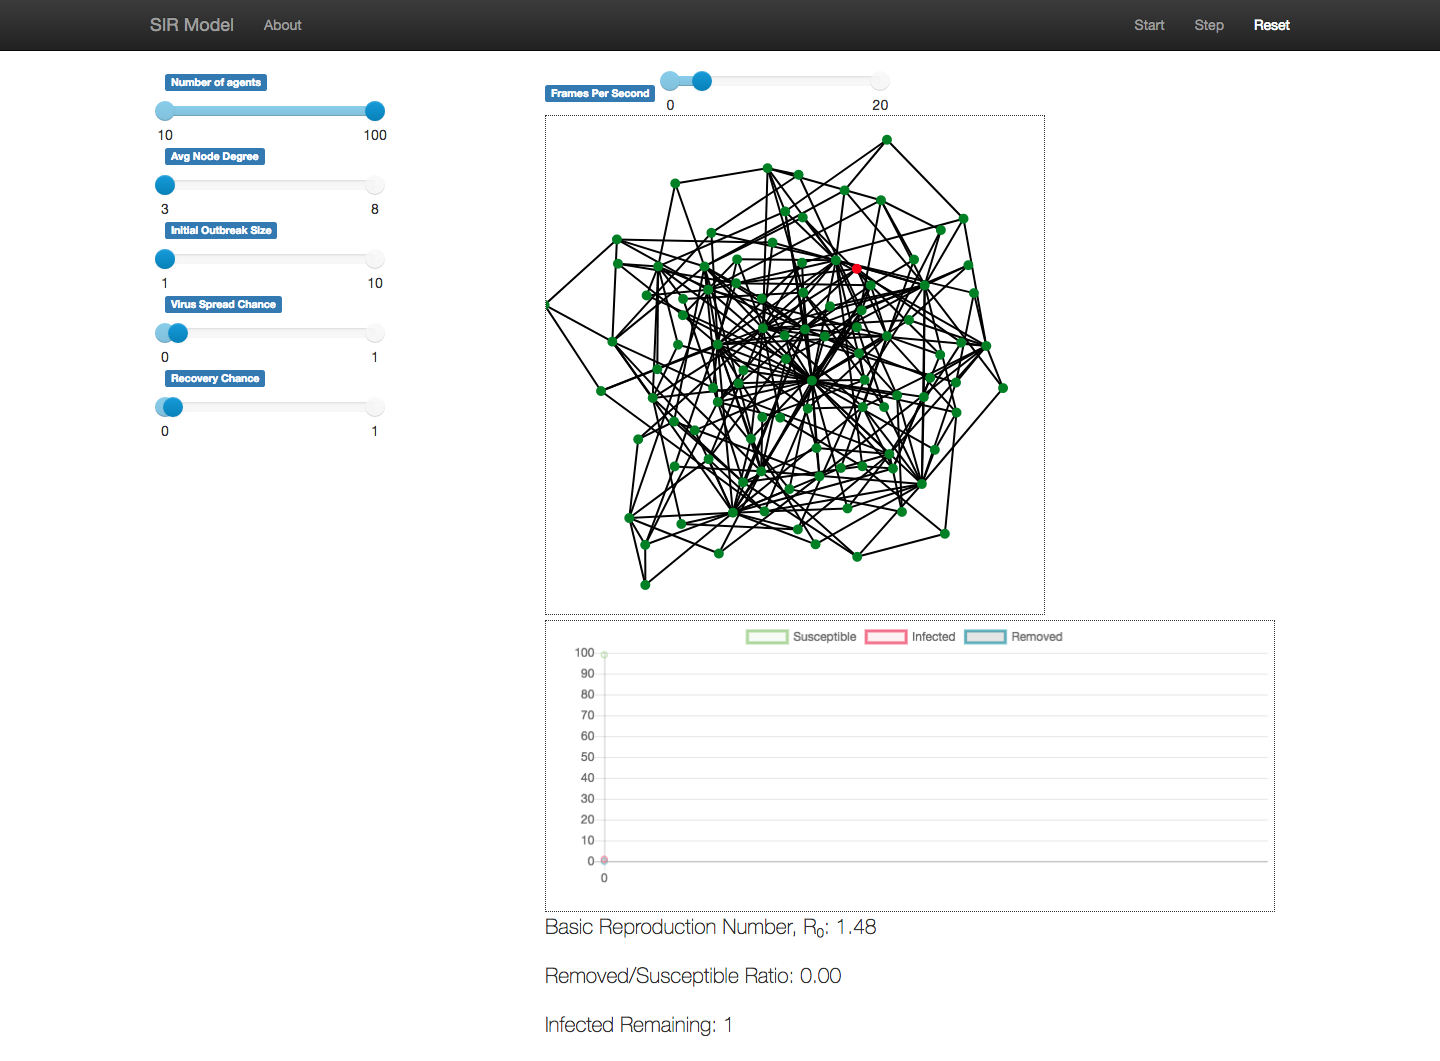 SIR Model About Start Step Reset
Number of agents
10 100
Avg Node Degree
3 8
Initial Outbreak Size
1 10
Virus Spread Chance
0 1
Recovery Chance
0 1
Frames Per Second
0 20
Susceptible Infected Removed
100
90
80
70
60
50
40
30
20
10
0
0
Basic Reproduction Number, R₀: 1.48
Removed/Susceptible Ratio: 0.00
Infected Remaining: 1